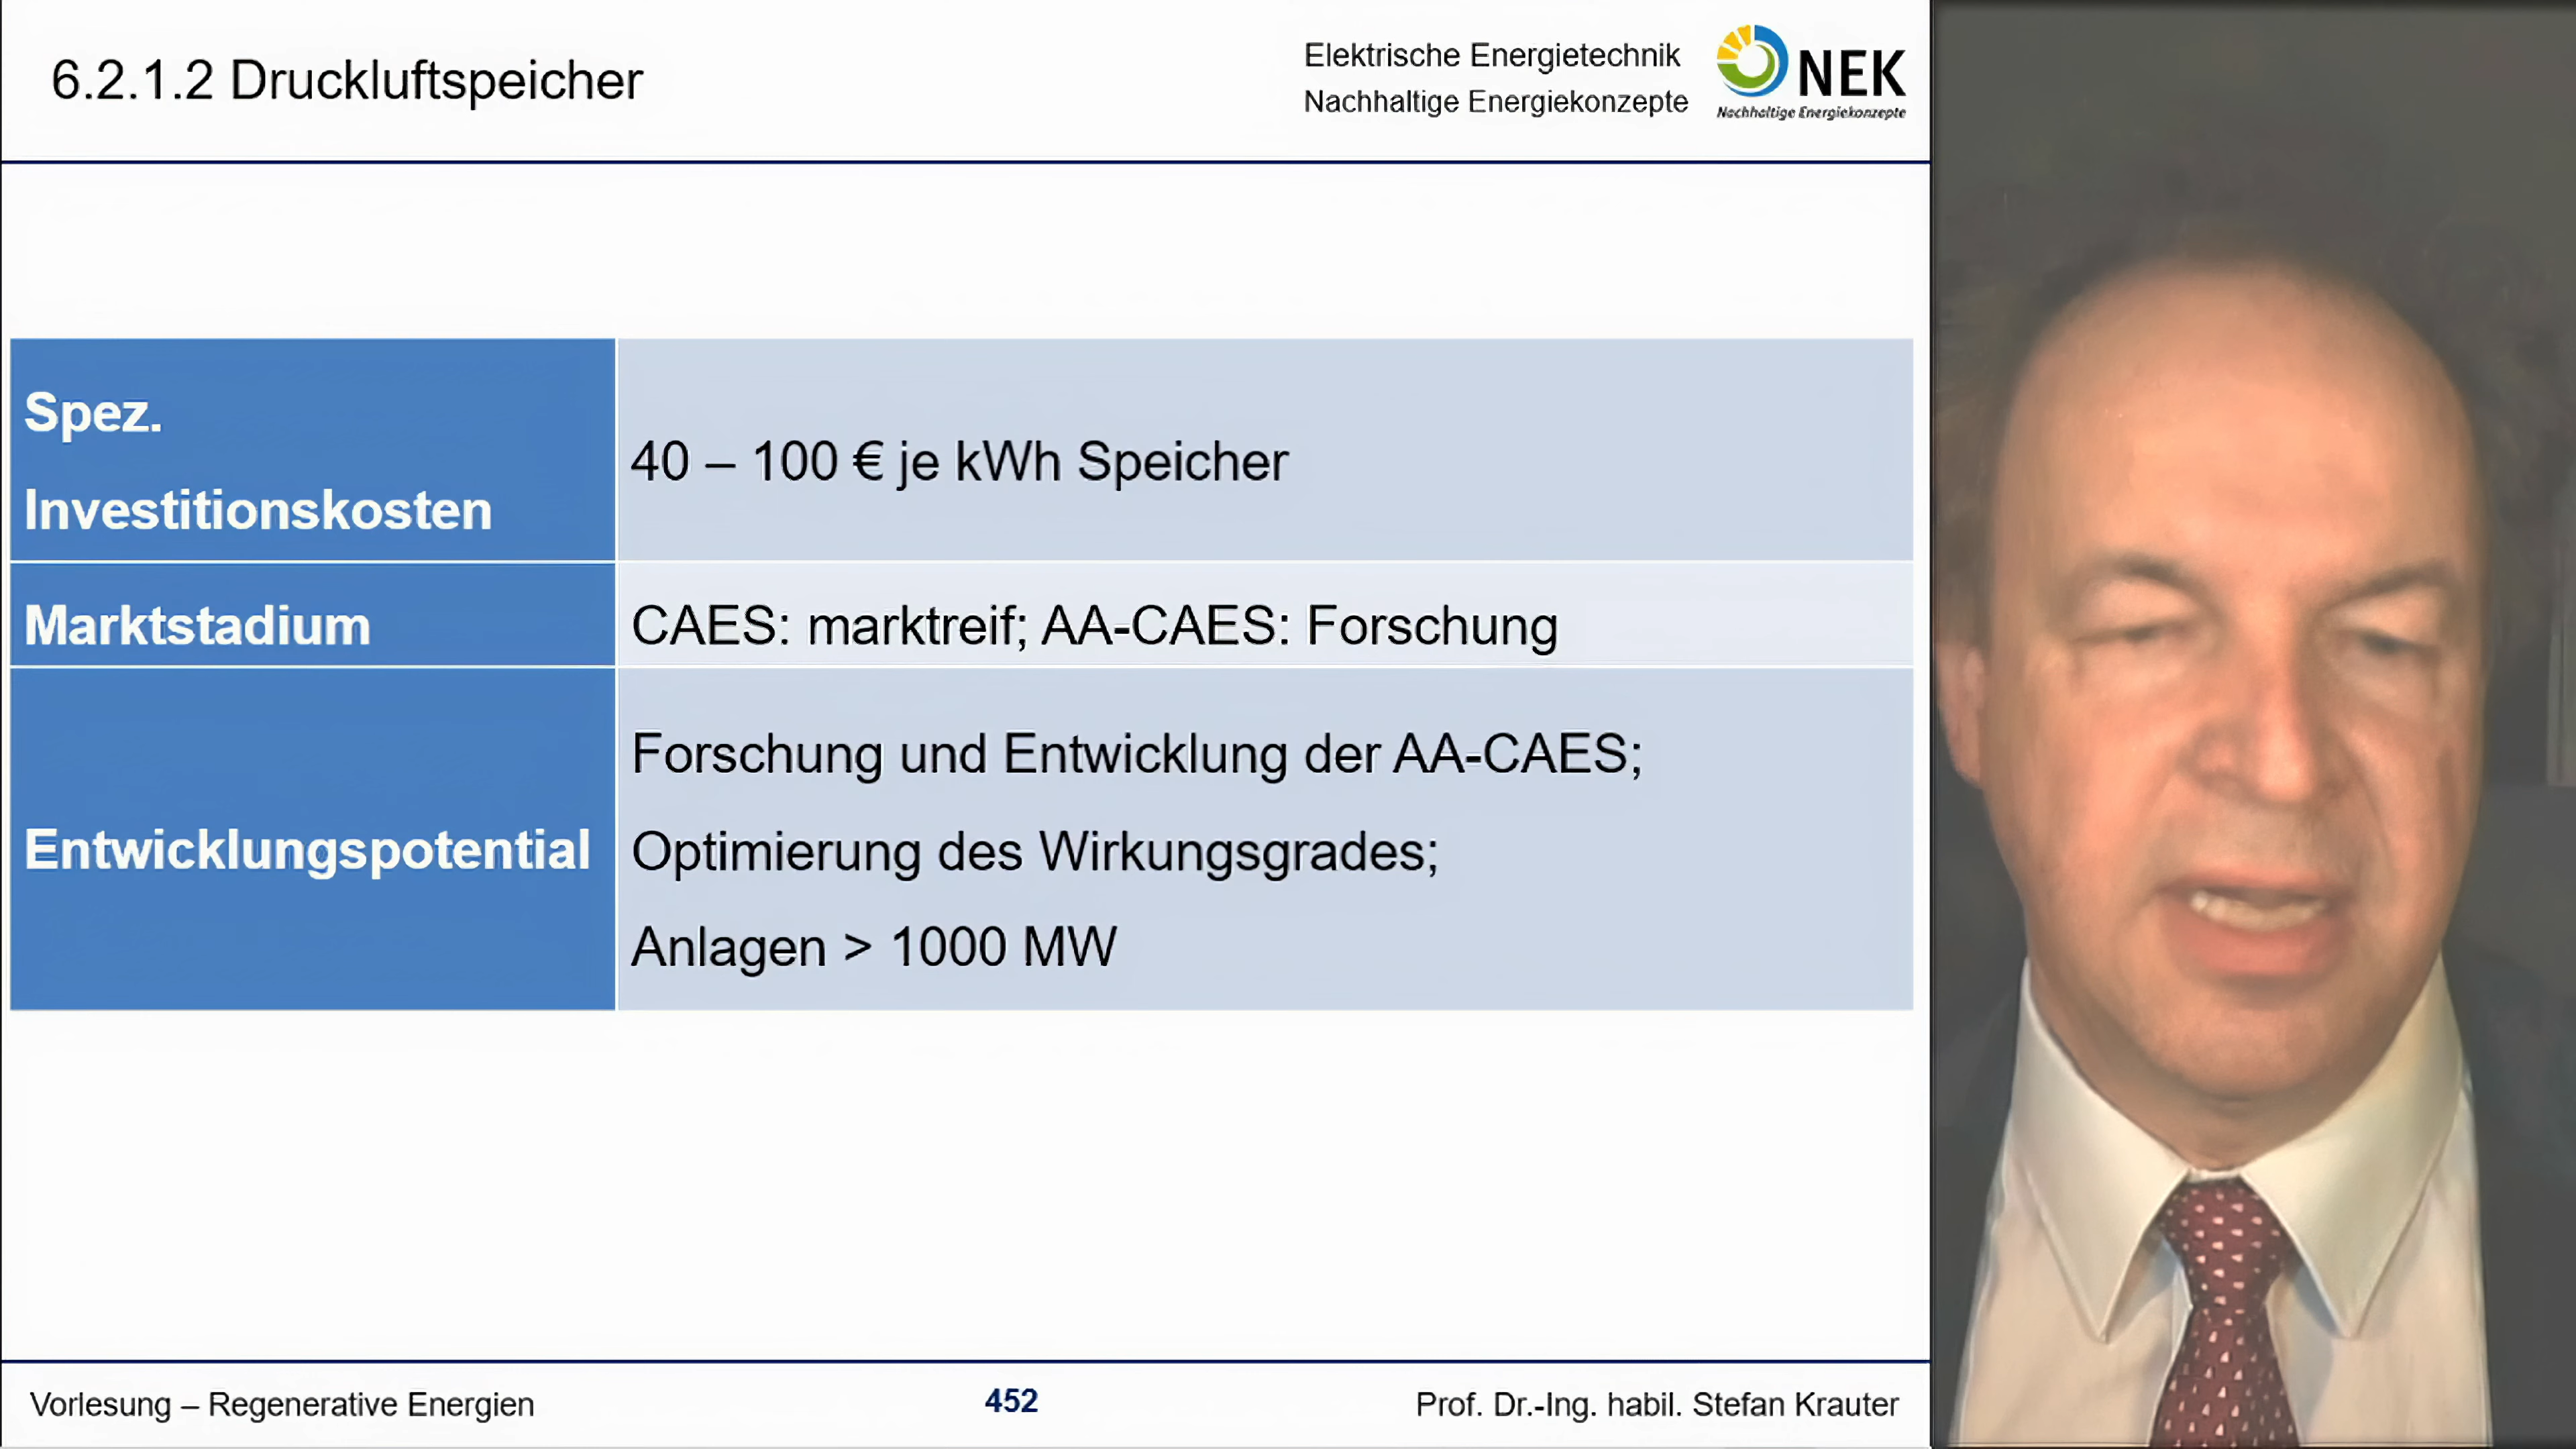 6.2.1.2 Druckluftspeicher
Elektrische Energietechnik
Nachhaltige Energiekonzepte
NEK
Nachhaltige Energiekonzepte
Spez.
Investitionskosten
40 – 100 € je kWh Speicher
Marktstadium
CAES: marktreif; AA-CAES: Forschung
Entwicklungspotential
Forschung und Entwicklung der AA-CAES;
Optimierung des Wirkungsgrades;
Anlagen > 1000 MW
Vorlesung – Regenerative Energien
452
Prof. Dr.-Ing. habil. Stefan Krauter